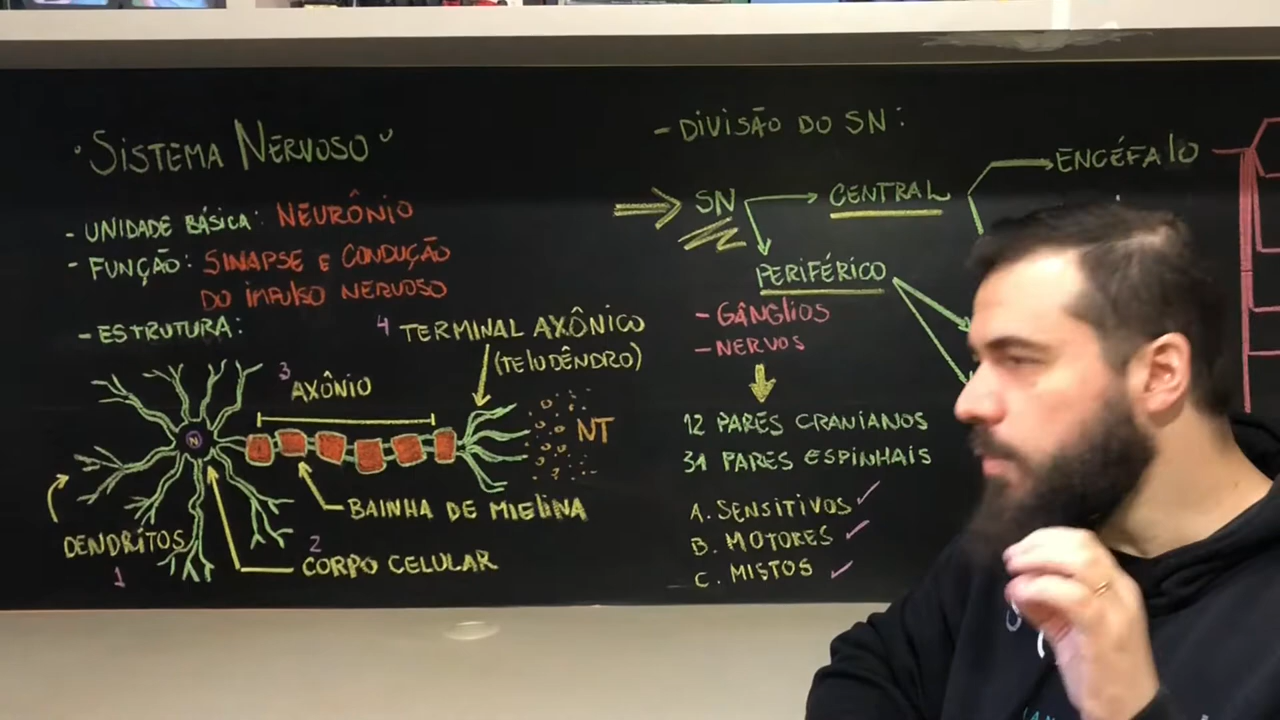 "Sistema Nervoso"
- UNIDADE BÁSICA: NEURÔNIO
- FUNÇÃO: SINAPSE E CONDUÇÃO
DO IMPULSO NERVOSO
- ESTRUTURA:
4 TERMINAL AXÔNICO
(TELODÊNDRO)
3 AXÔNIO
N
NT
BAINHA DE MIELINA
DENDRITOS
1
2
CORPO CELULAR
- DIVISÃO DO SN:
SN
CENTRAL
ENCÉFALO
PERIFÉRICO
- GÂNGLIOS
- NERVOS
12 PARES CRANIANOS
31 PARES ESPINHAIS
A. SENSITIVOS
B. MOTORES
C. MISTOS